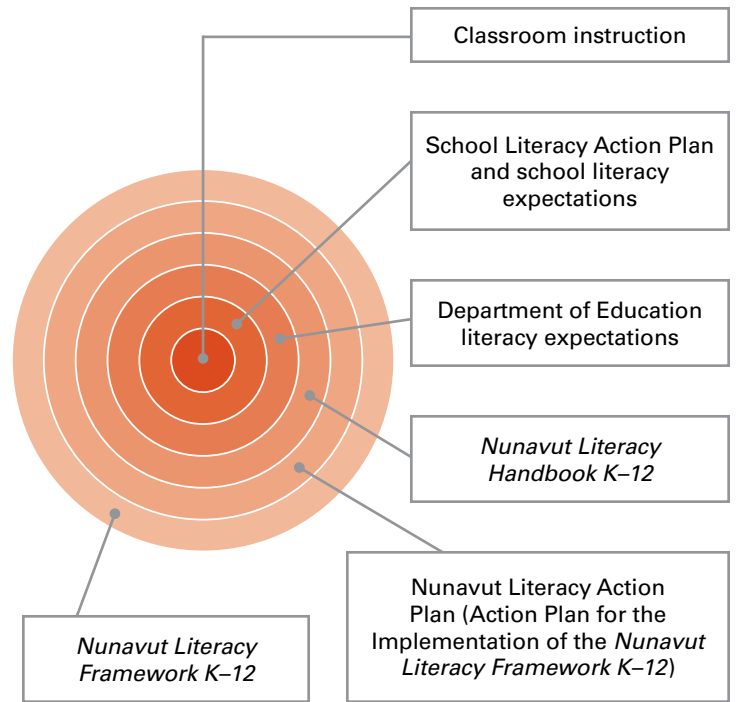 Classroom instruction
School Literacy Action Plan
and school literacy
expectations
Department of Education
literacy expectations
Nunavut Literacy
Handbook K–12
Nunavut Literacy Action
Plan (Action Plan for the
Implementation of the Nunavut
Literacy Framework K–12)
Nunavut Literacy
Framework K–12